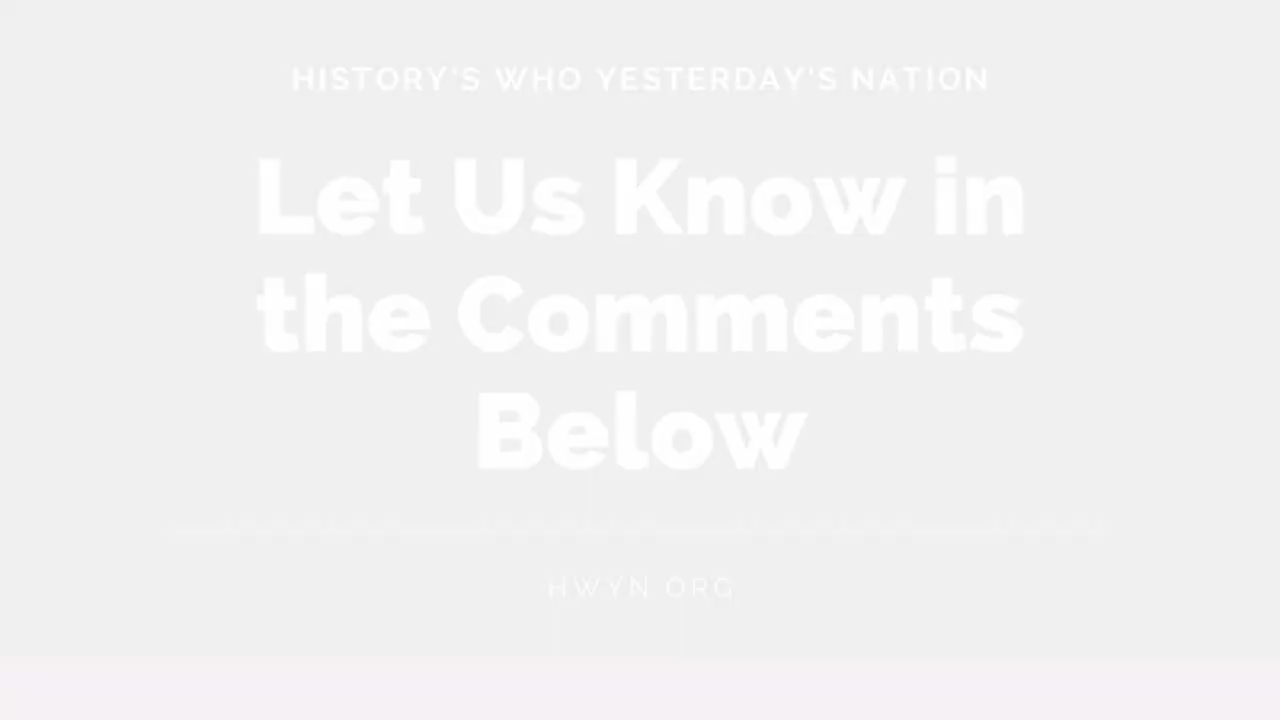 HISTORY'S WHO YESTERDAY'S NATION
Let Us Know in
the Comments
Below
HWYN ORG